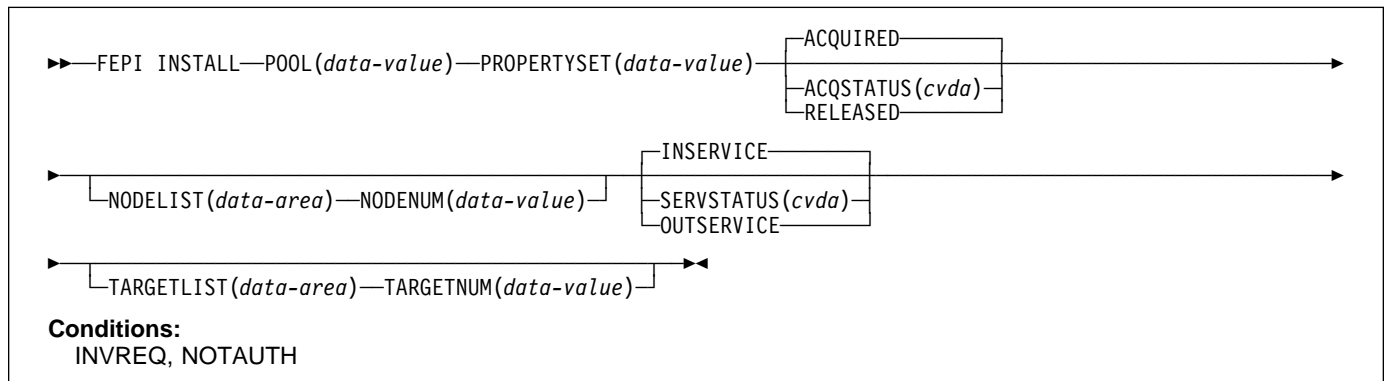 ACQUIRED
FEPI INSTALL POOL(data-value) PROPERTYSET(data-value)
ACQSTATUS(cvda)
RELEASED
INSERVICE
NODELIST(data-area) NODENUM(data-value)
SERVSTATUS(cvda)
OUTSERVICE
TARGETLIST(data-area) TARGETNUM(data-value)
Conditions:
INVREQ, NOTAUTH